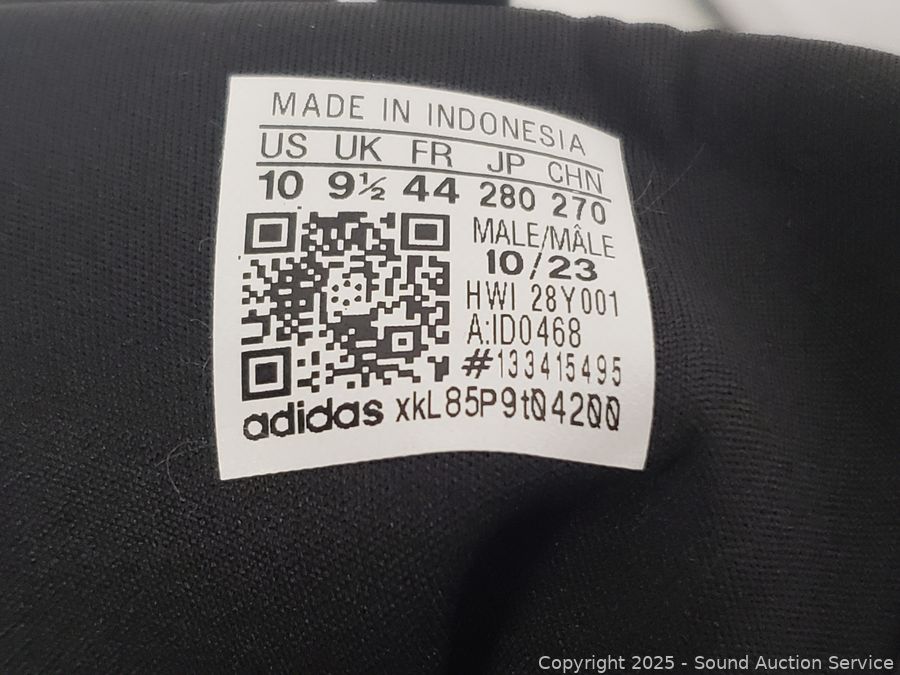 MADE IN INDONESIA
US UK FR JP CHN
10 9½ 44 280 270
MALE/MÂLE
10/23
HWI 28Y001
A:ID0468
#133415495
adidas xkL85P9t04200
Copyright 2025 - Sound Auction Service